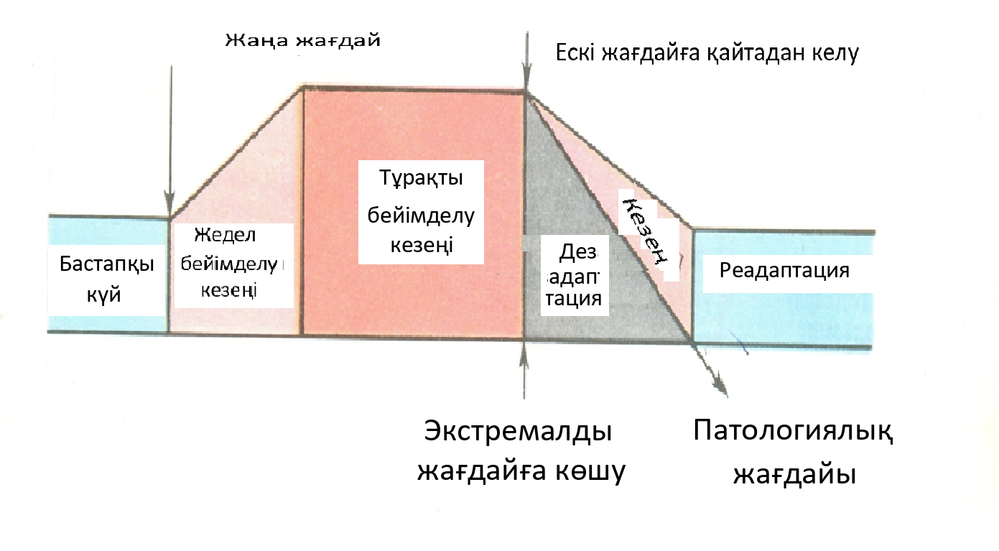 Жаңа жағдай
Ескі жағдайға қайтадан келу
Бастапқы
күй
Жедел
бейімделу
кезеңі
Тұрақты
бейімделу
кезеңі
Дез
адап
тация
Кезең
Реадаптация
Экстремалды
жағдайға көшу
Патологиялық
жағдайы